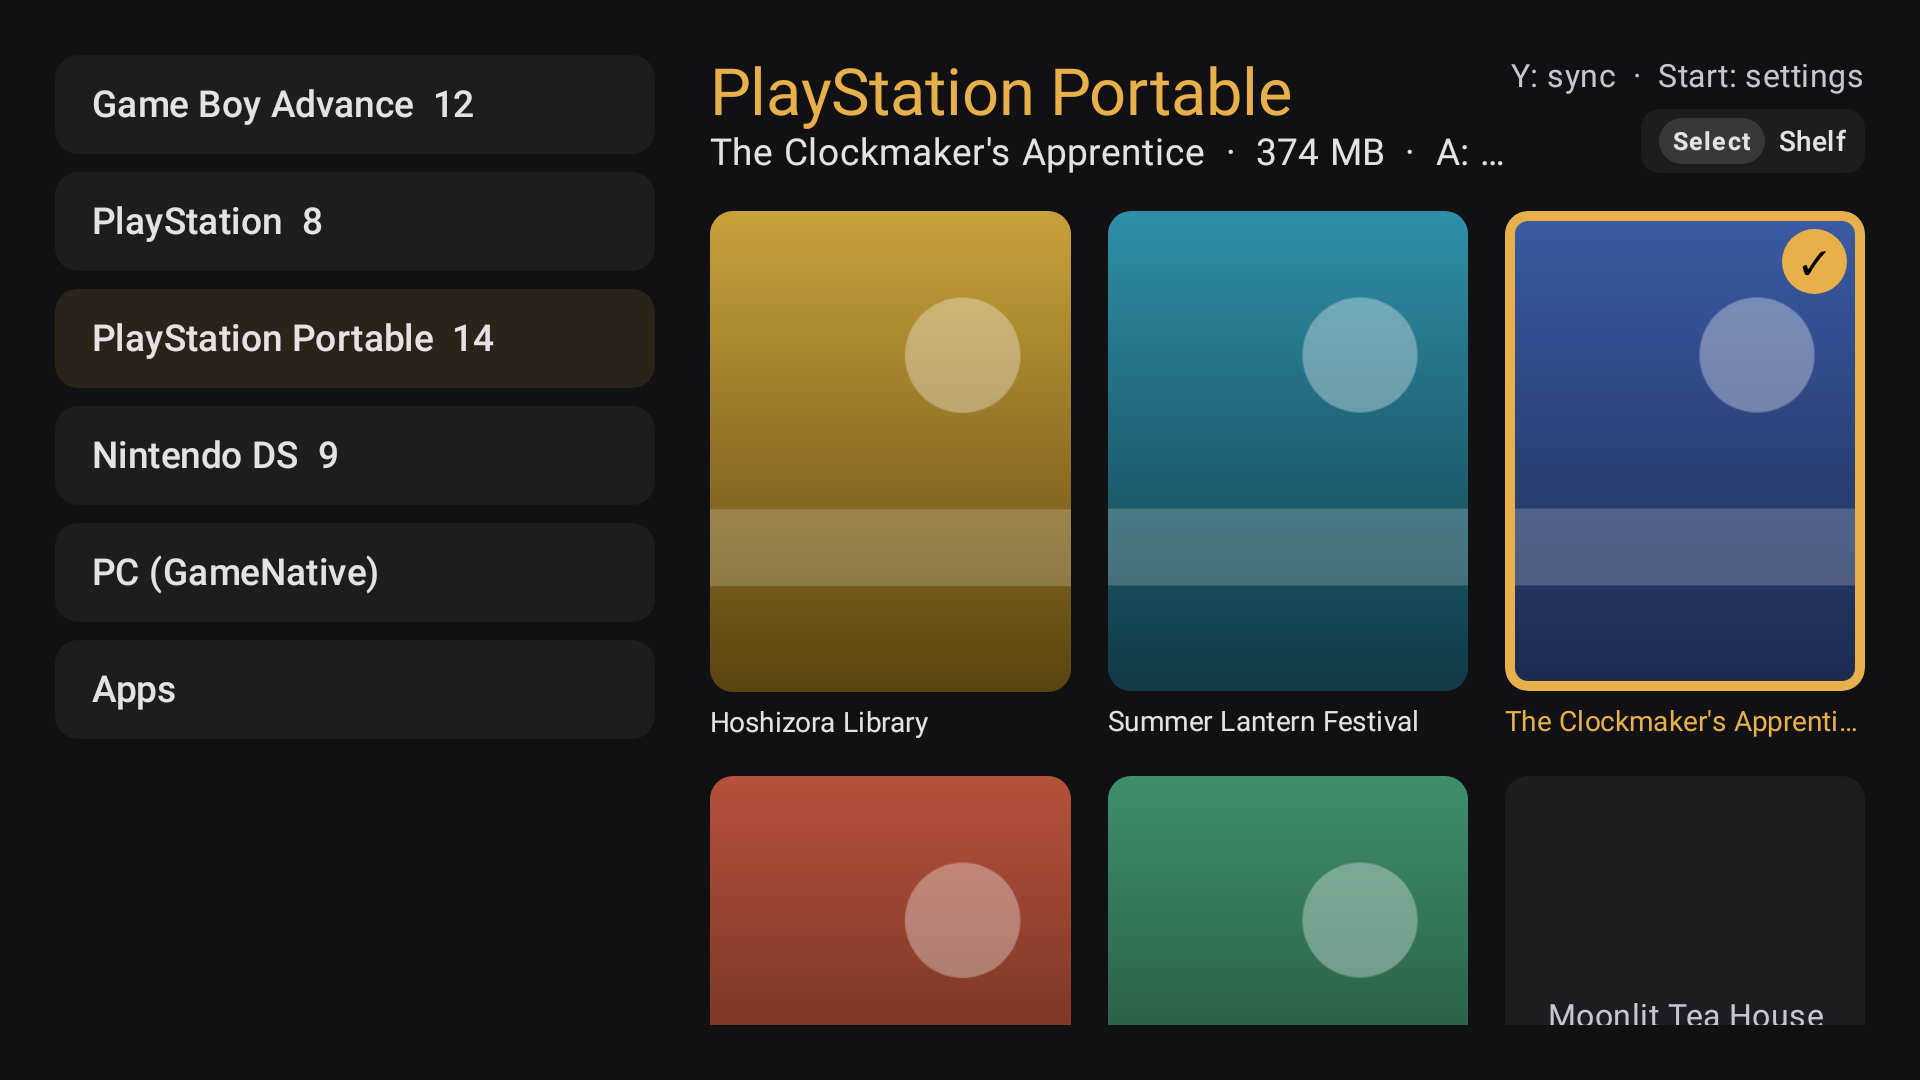 Game Boy Advance 12
PlayStation 8
PlayStation Portable 14
Nintendo DS 9
PC (GameNative)
Apps
PlayStation Portable
The Clockmaker's Apprentice · 374 MB · A: …
Y: sync · Start: settings
Select Shelf
✓
Hoshizora Library
Summer Lantern Festival
The Clockmaker's Apprenti…
Moonlit Tea House